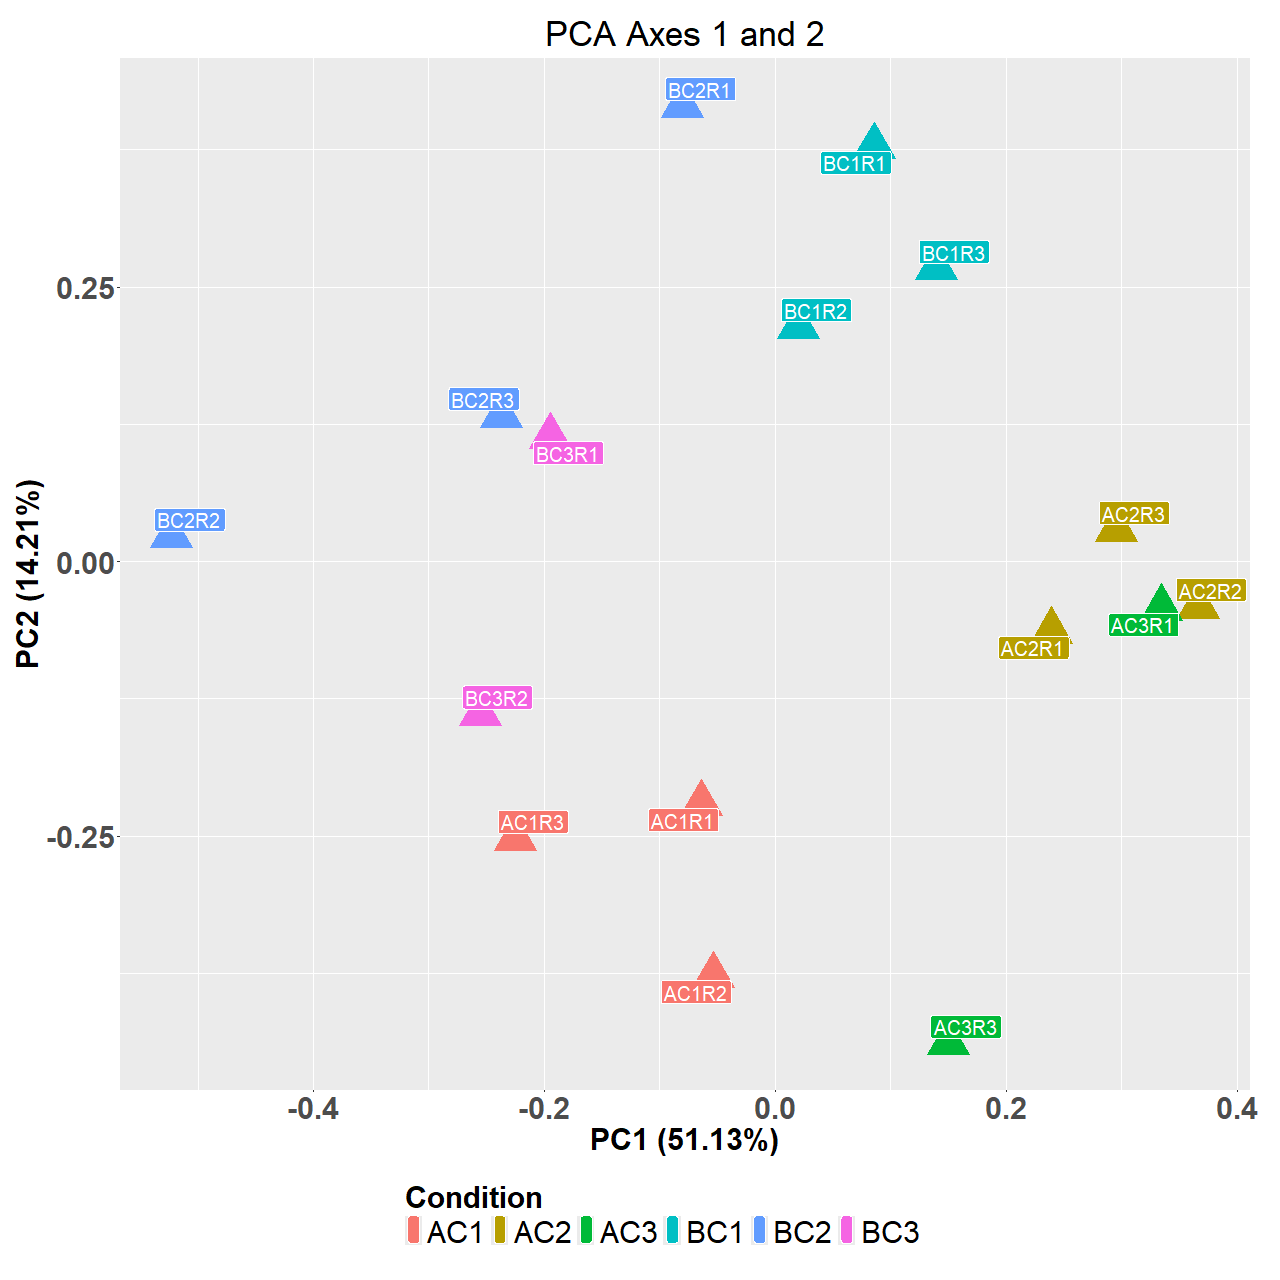 PCA Axes 1 and 2
BC2R1
BC1R1
BC1R3
0.25
BC1R2
BC2R3
BC3R1
BC2R2
AC2R3
0.00
AC2R2
AC3R1
AC2R1
PC2 (14.21%)
BC3R2
AC1R3
AC1R1
-0.25
AC1R2
AC3R3
-0.4 -0.2 0.0 0.2 0.4
PC1 (51.13%)
Condition
AC1 AC2 AC3 BC1 BC2 BC3